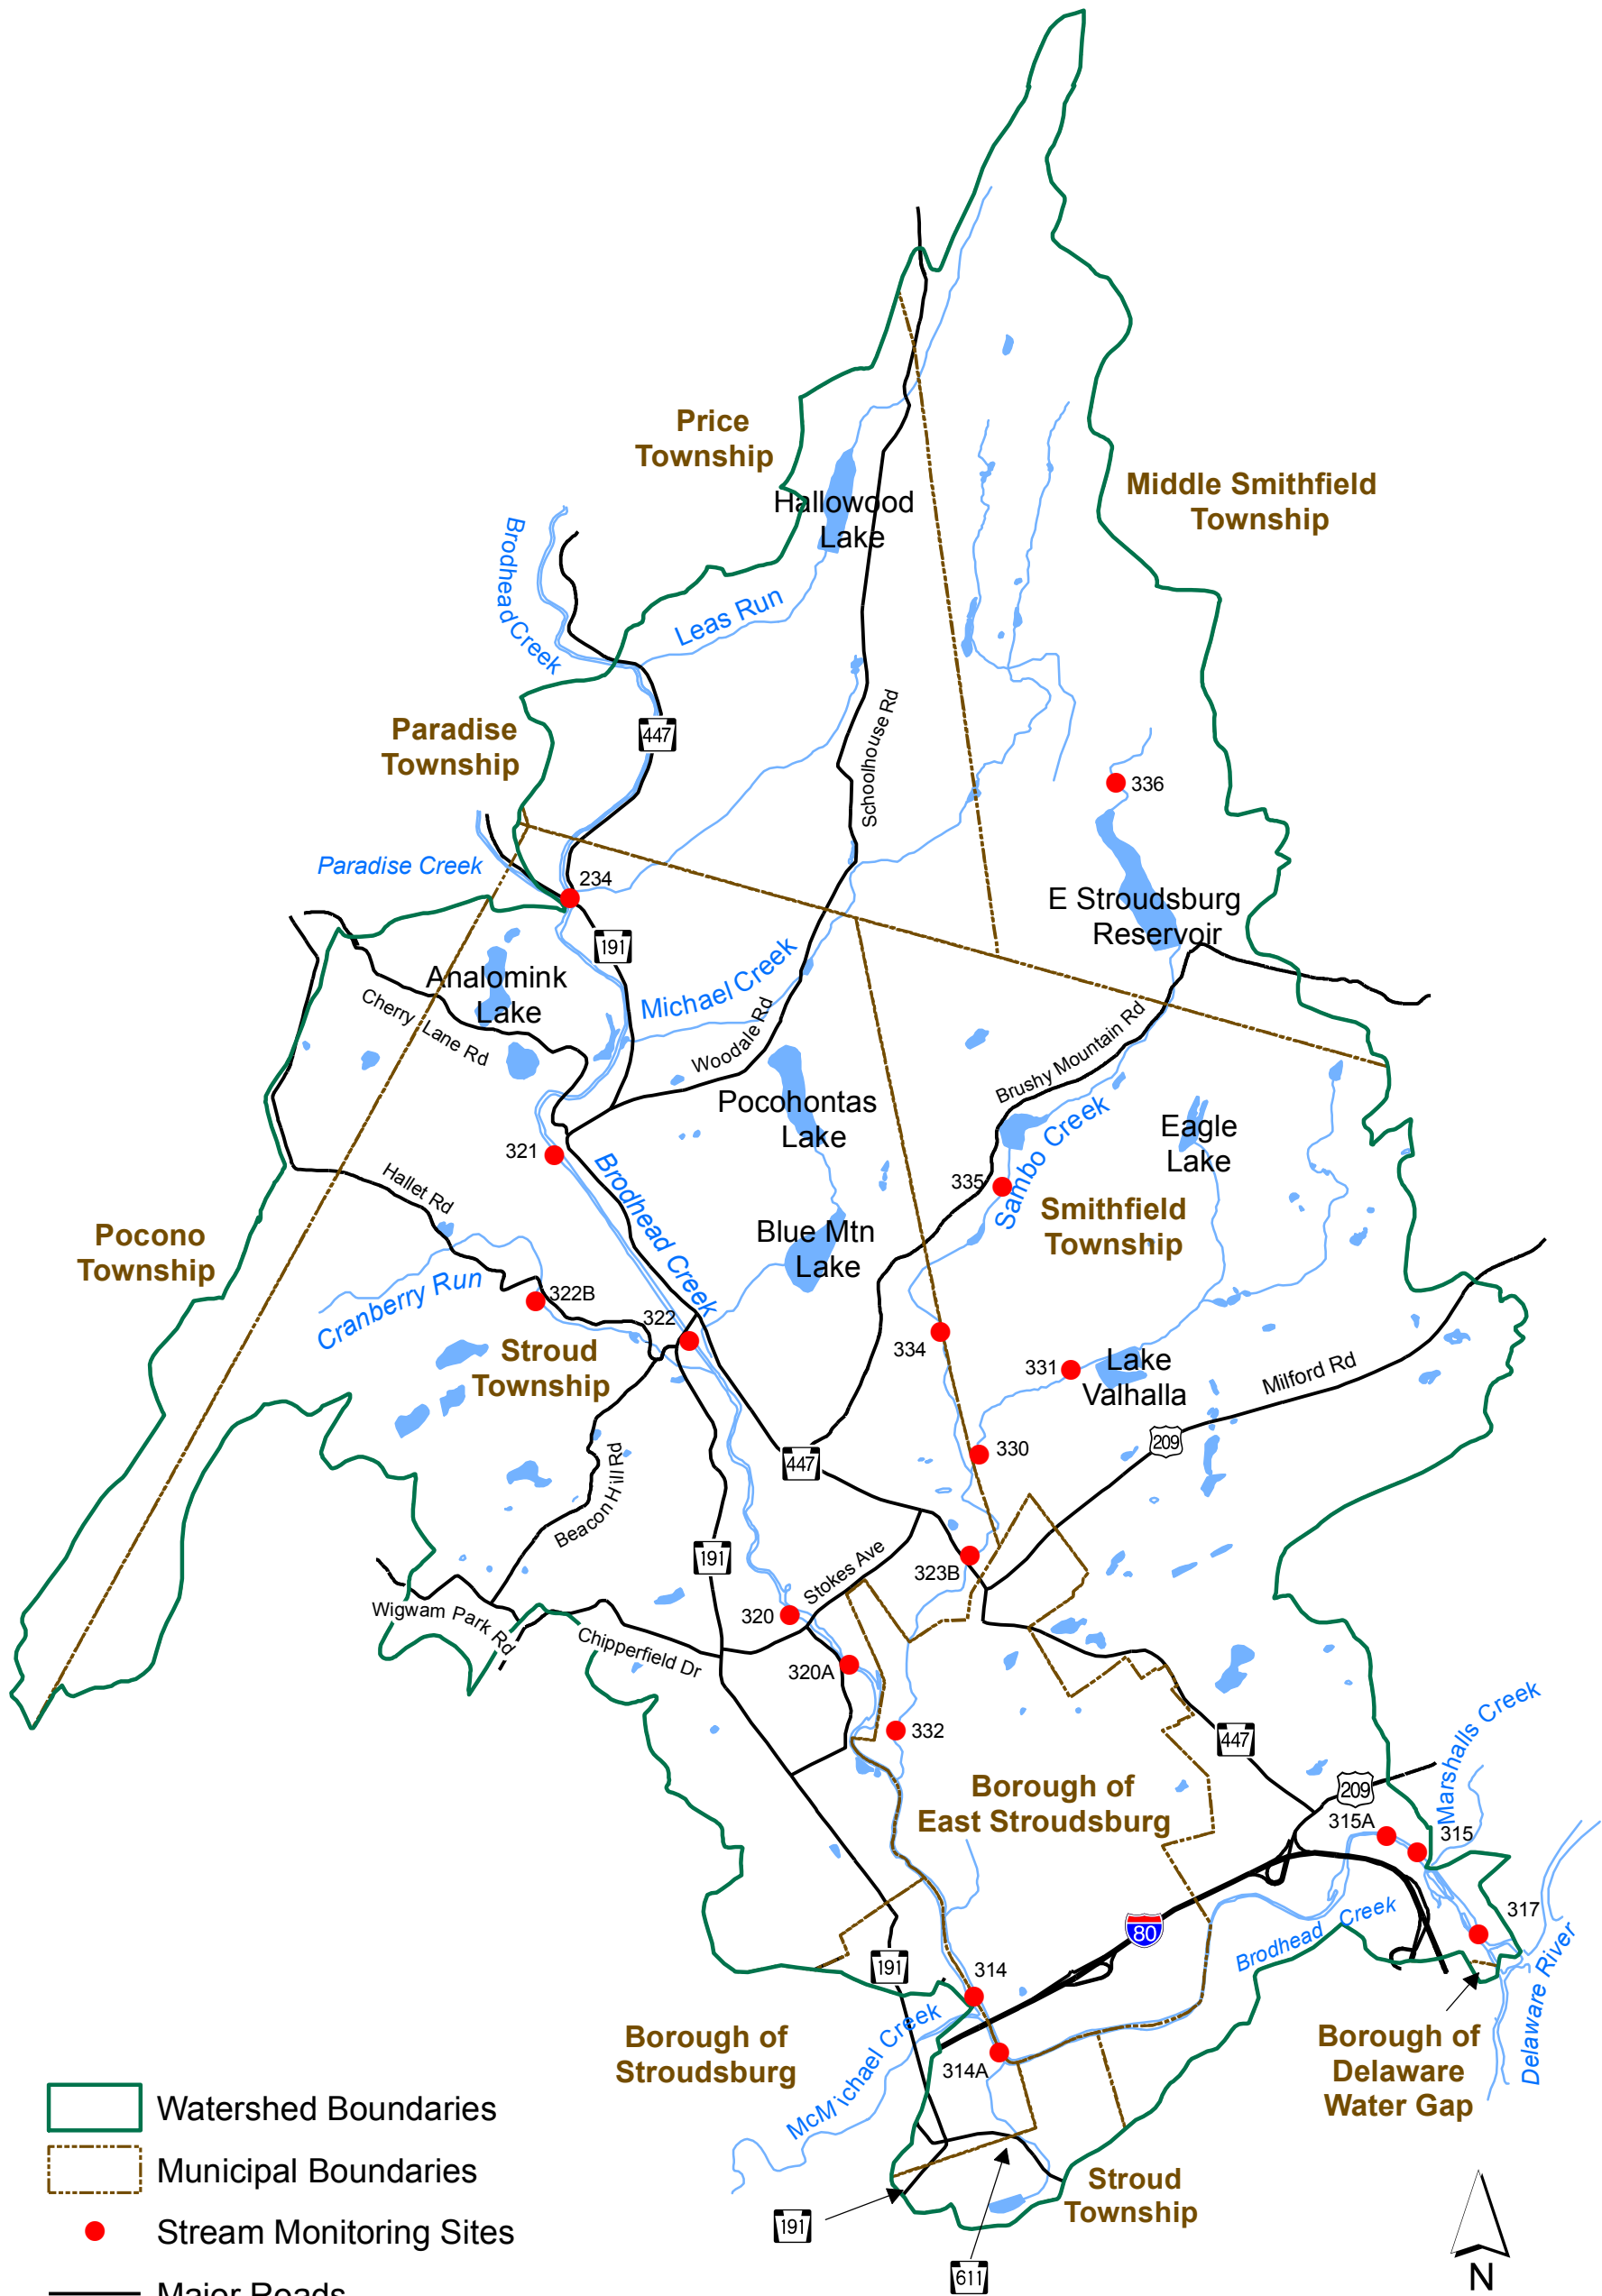 Price
Township
Hallowood
Lake
Middle Smithfield
Township
Brodhead Creek
Leas Run
Paradise
Township
447
Schoolhouse Rd
336
Paradise Creek
234
E Stroudsburg
Reservoir
191
Analomink
Lake
Michael Creek
Cherry Lane Rd
Woodale Rd
Brushy Mountain Rd
Pocohontas
Lake
Sambo Creek
Eagle
Lake
321
Brodhead Creek
335
Hallet Rd
Smithfield
Township
Pocono
Township
Blue Mtn
Lake
Cranberry Run
322B
322
Stroud
Township
334
331
Lake
Valhalla
Milford Rd
209
330
447
Beacon Hill Rd
191
Stokes Ave
323B
Wigwam Park Rd
320
Chipperfield Dr
320A
332
447
Marshalls Creek
Borough of
East Stroudsburg
209
315A
315
317
80
Brodhead Creek
191
314
Delaware River
Borough of
Stroudsburg
McMichael Creek
314A
Borough of
Delaware
Water Gap
Watershed Boundaries
Municipal Boundaries
Stream Monitoring Sites
Major Roads
Stroud
Township
191
611
N